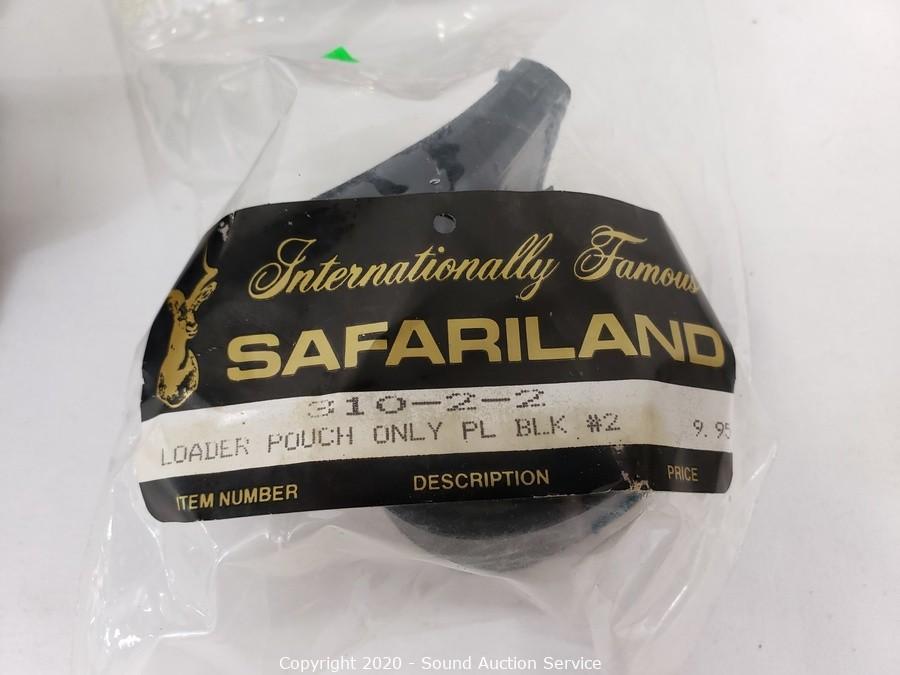 Internationally Famous
SAFARILAND
310-2-2
LOADER POUCH ONLY PL BLK #2 9.95
ITEM NUMBER DESCRIPTION PRICE
Copyright 2020 - Sound Auction Service